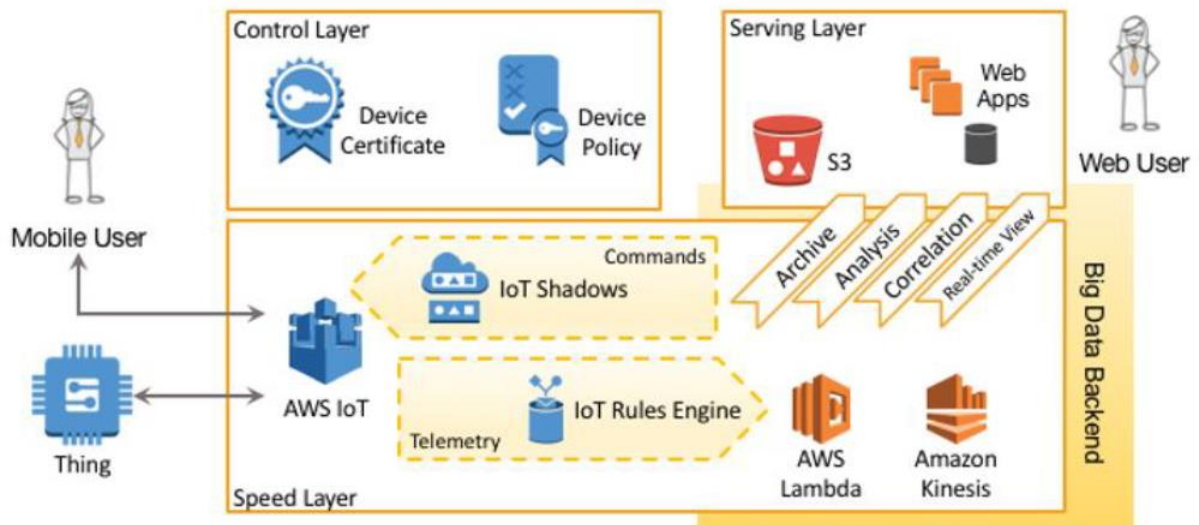 Control Layer
Device
Certificate
Device
Policy
Serving Layer
Web
Apps
S3
Web User
Mobile User
Thing
AWS IoT
Commands
IoT Shadows
IoT Rules Engine
Telemetry
Archive
Analysis
Correlation
Real-time View
AWS
Lambda
Amazon
Kinesis
Speed Layer
Big Data Backend